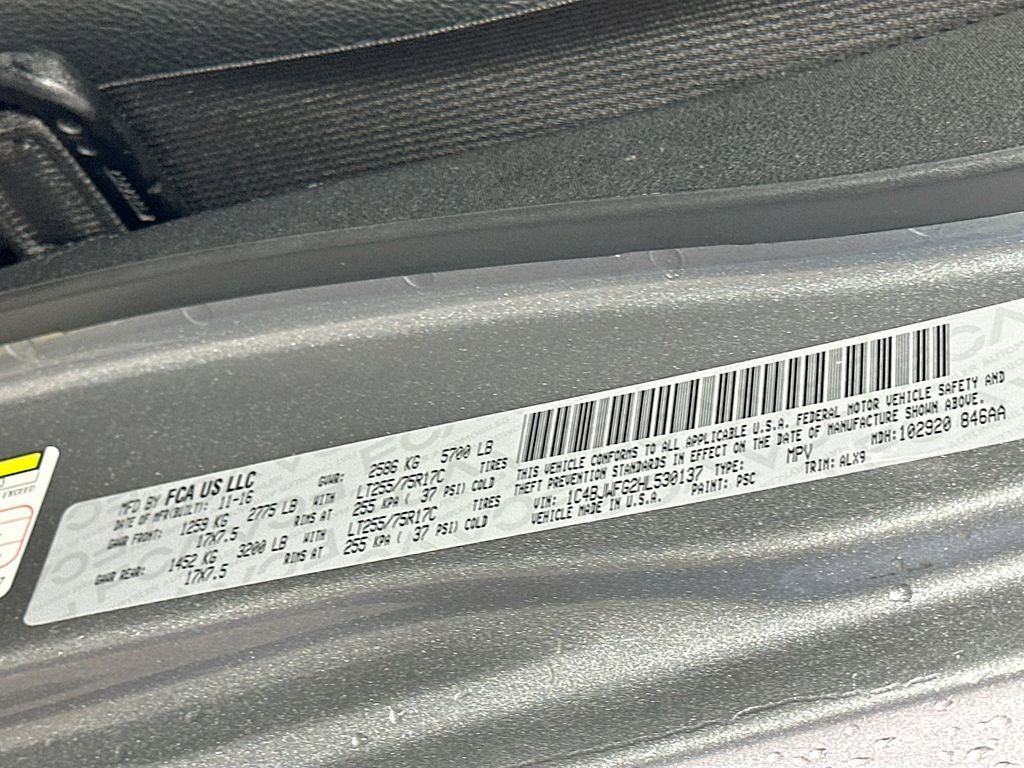 MFD BY FCA US LLC
DATE OF MFR(BUILT): 11-16 GVWR: 2586 KG 5700 LB
GAWR FRONT: 1259 KG 2775 LB WITH LT255/75R17C TIRES
17X7.5 RIMS AT 255 KPA ( 37 PSI) COLD
GAWR REAR: 1452 KG 3200 LB WITH LT255/75R17C TIRES
17X7.5 RIMS AT 255 KPA ( 37 PSI) COLD
THIS VEHICLE CONFORMS TO ALL APPLICABLE U.S.A. FEDERAL MOTOR VEHICLE SAFETY AND
THEFT PREVENTION STANDARDS IN EFFECT ON THE DATE OF MANUFACTURE SHOWN ABOVE.
VIN: 1C4BJWFG2HL530137 TYPE: MPV MDH: 102920 846AA
VEHICLE MADE IN U.S.A. PAINT: PSC TRIM: ALX9
EXCEED